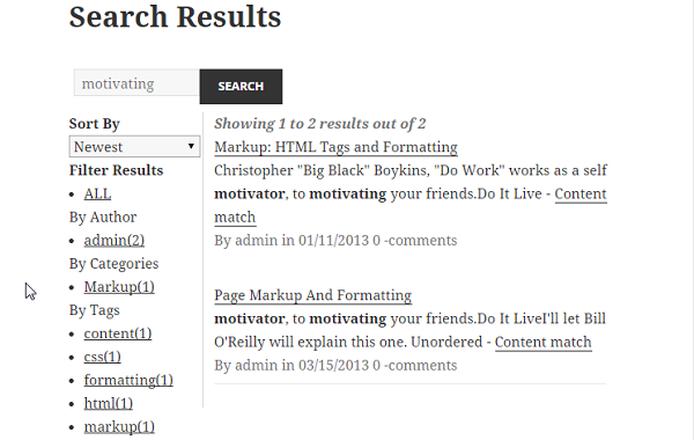 Search Results
motivating
SEARCH
Sort By
Newest
Filter Results
ALL
By Author
admin(2)
By Categories
Markup(1)
By Tags
content(1)
css(1)
formatting(1)
html(1)
markup(1)
Showing 1 to 2 results out of 2
Markup: HTML Tags and Formatting
Christopher "Big Black" Boykins, "Do Work" works as a self
motivator, to motivating your friends.Do It Live - Content
match
By admin in 01/11/2013 0 -comments
Page Markup And Formatting
motivator, to motivating your friends.Do It LiveI'll let Bill
O'Reilly will explain this one. Unordered - Content match
By admin in 03/15/2013 0 -comments